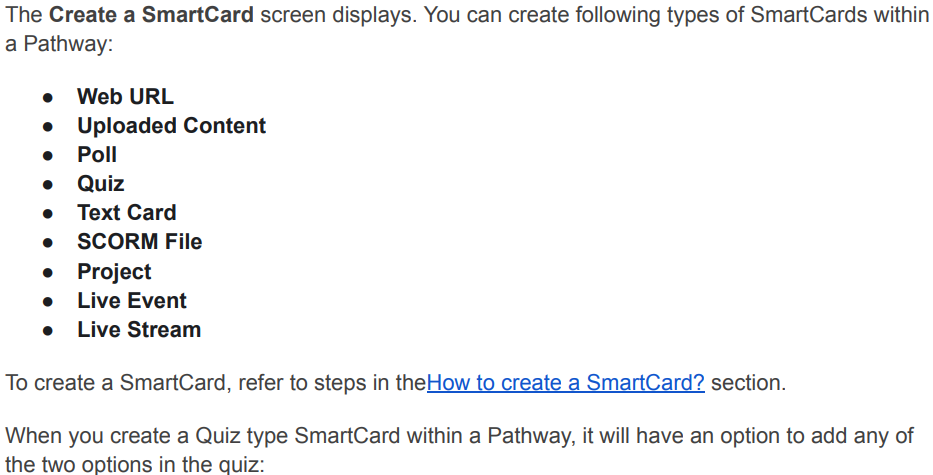 The Create a SmartCard screen displays. You can create following types of SmartCards within
a Pathway:
● Web URL
● Uploaded Content
● Poll
● Quiz
● Text Card
● SCORM File
● Project
● Live Event
● Live Stream
To create a SmartCard, refer to steps in theHow to create a SmartCard? section.
When you create a Quiz type SmartCard within a Pathway, it will have an option to add any of
the two options in the quiz: